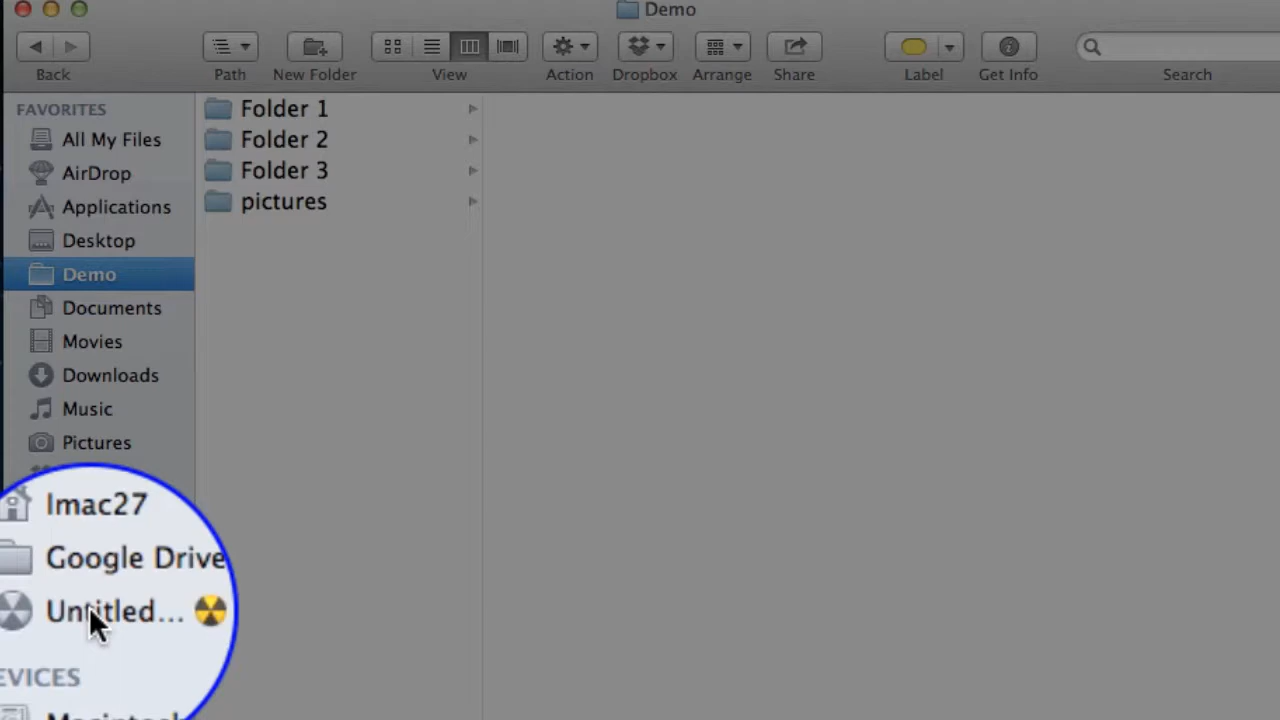 Demo
Back
Path
New Folder
View
Action
Dropbox
Arrange
Share
Label
Get Info
Search
FAVORITES
All My Files
AirDrop
Applications
Desktop
Demo
Documents
Movies
Downloads
Music
Pictures
Imac27
Google Drive
Untitled...
EVICES
Macintosh
Folder 1
Folder 2
Folder 3
pictures